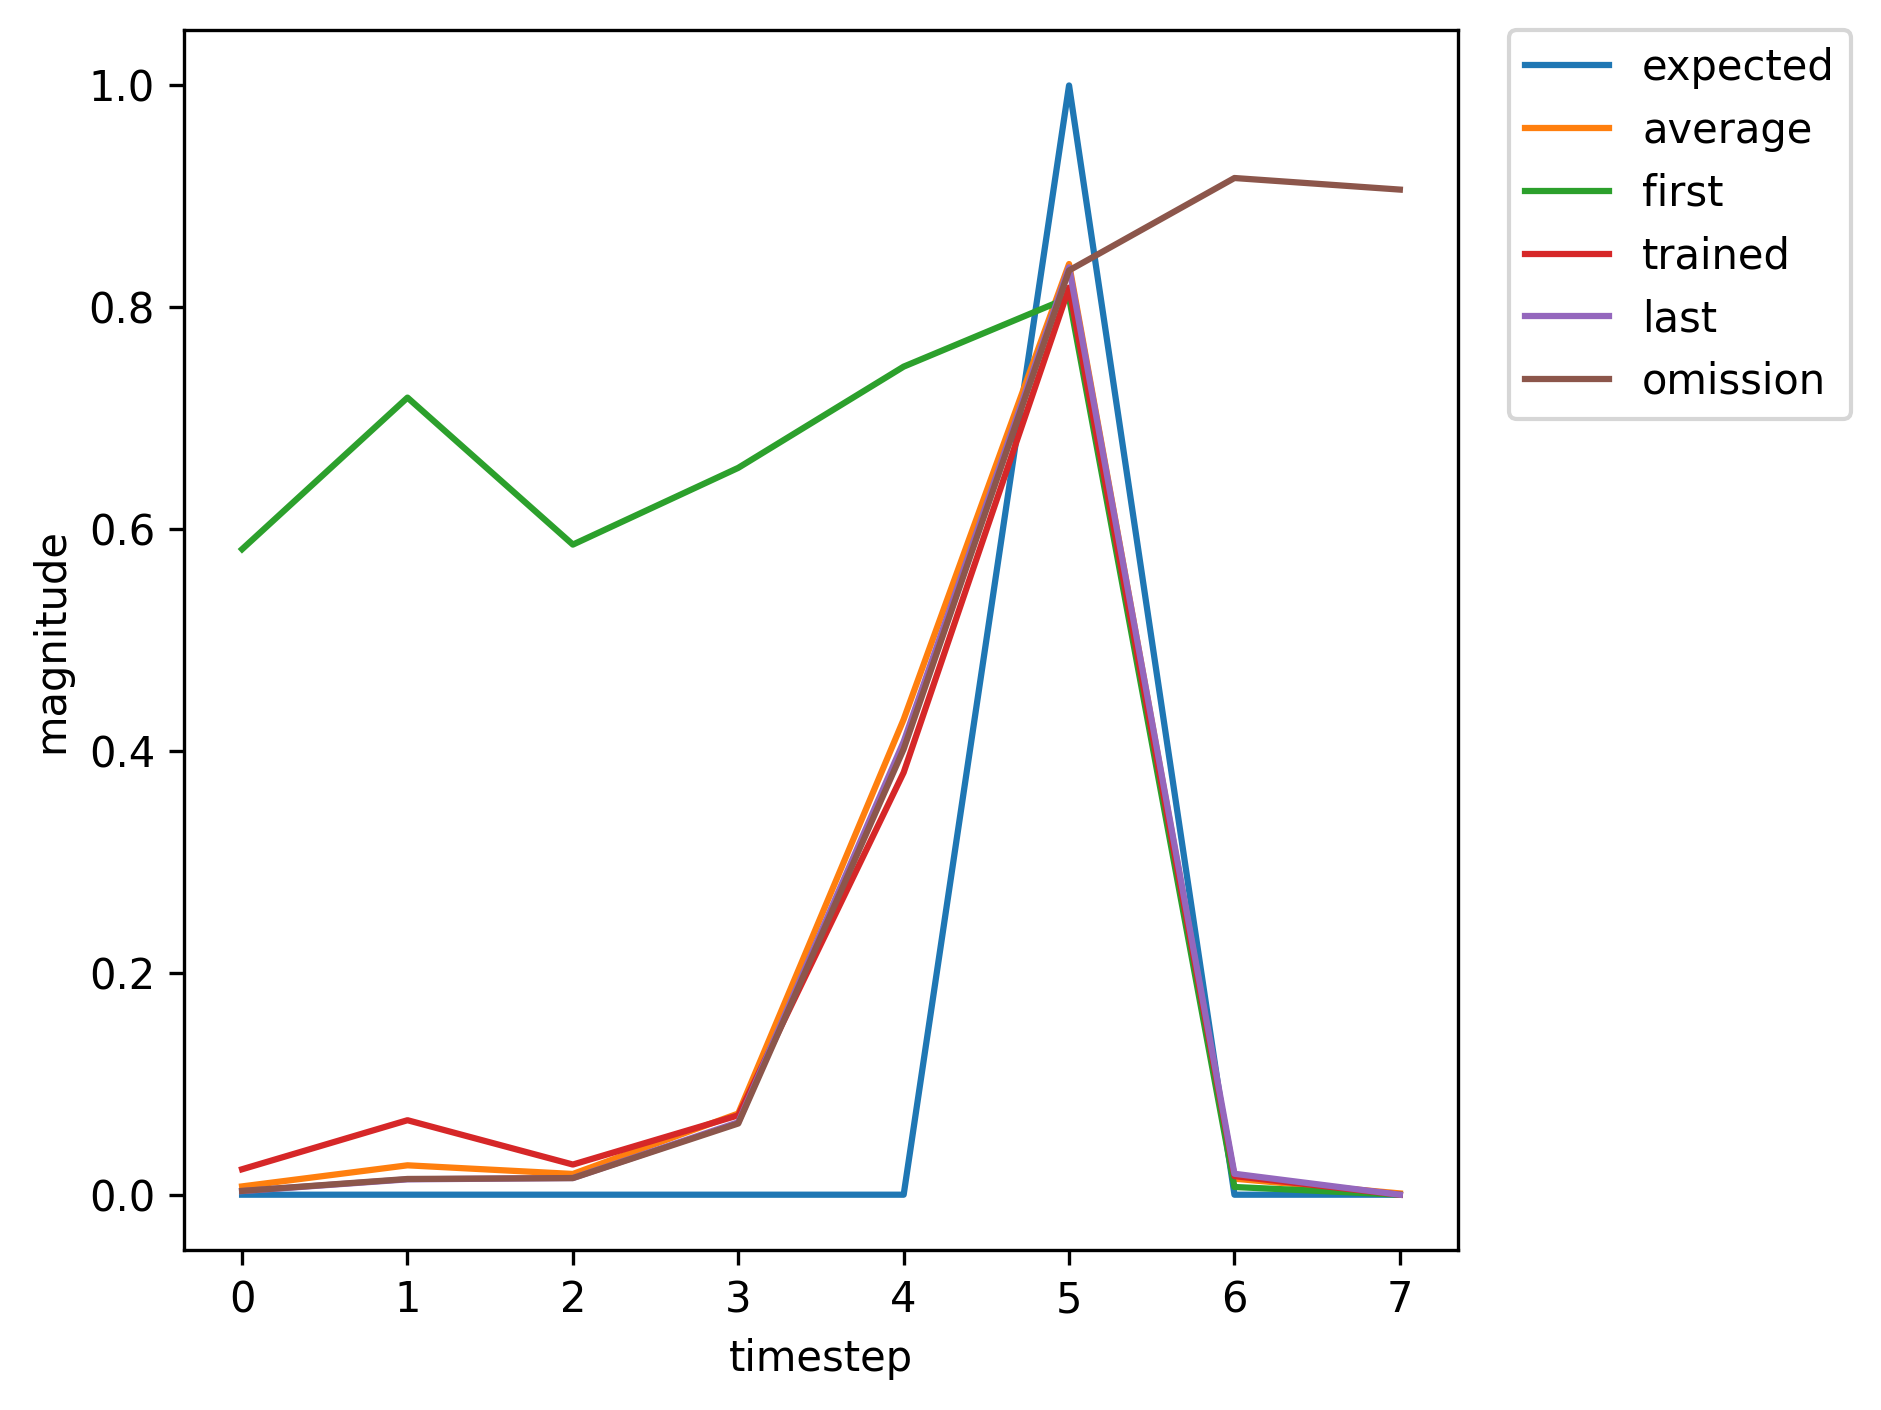 1.0
0.8
0.6
0.4
0.2
0.0
magnitude
0 1 2 3 4 5 6 7
timestep
expected
average
first
trained
last
omission